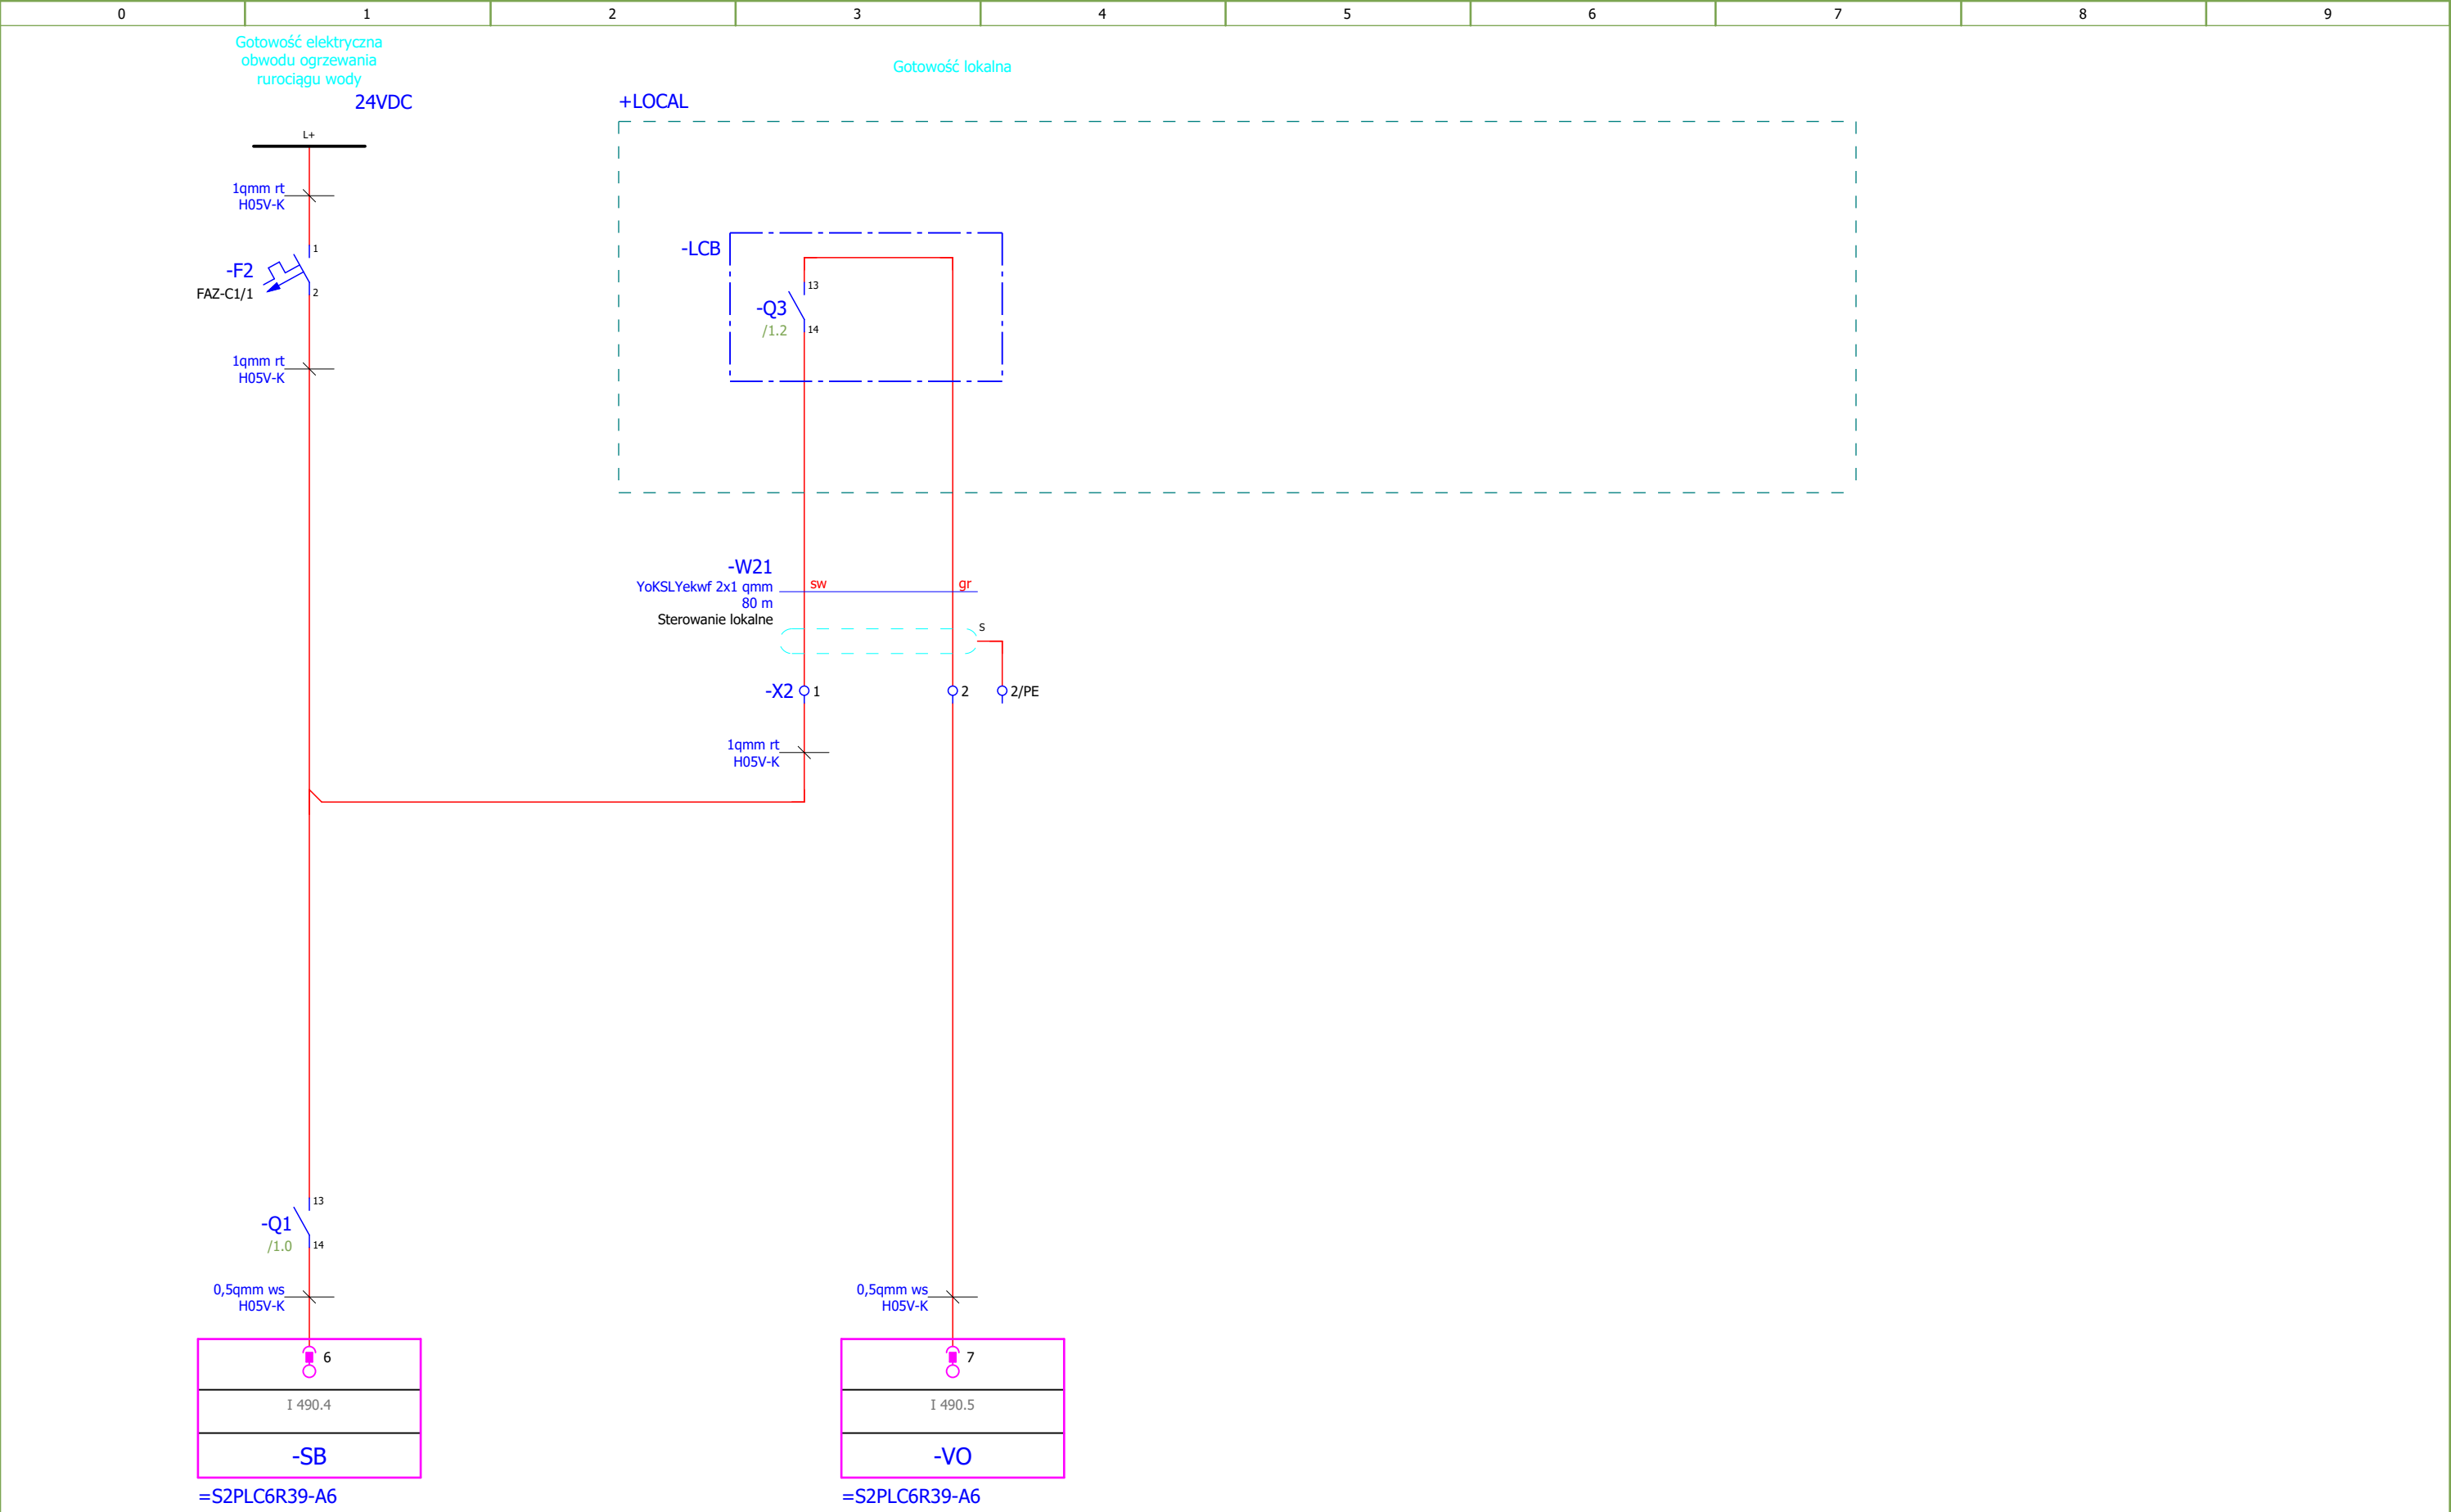 0 1 2 3 4 5 6 7 8 9
Gotowość elektryczna
obwodu ogrzewania
rurociągu wody
Gotowość lokalna
24VDC
+LOCAL
L+
1qmm rt
H05V-K
-F2
FAZ-C1/1
1
2
1qmm rt
H05V-K
-LCB
-Q3
/1.2
13
14
-W21
YoKSLYekwf 2x1 qmm
80 m
Sterowanie lokalne
sw
gr
S
-X2
1
2
2/PE
1qmm rt
H05V-K
-Q1
/1.0
13
14
0,5qmm ws
H05V-K
0,5qmm ws
H05V-K
6
I 490.4
-SB
=S2PLC6R39-A6
7
I 490.5
-VO
=S2PLC6R39-A6